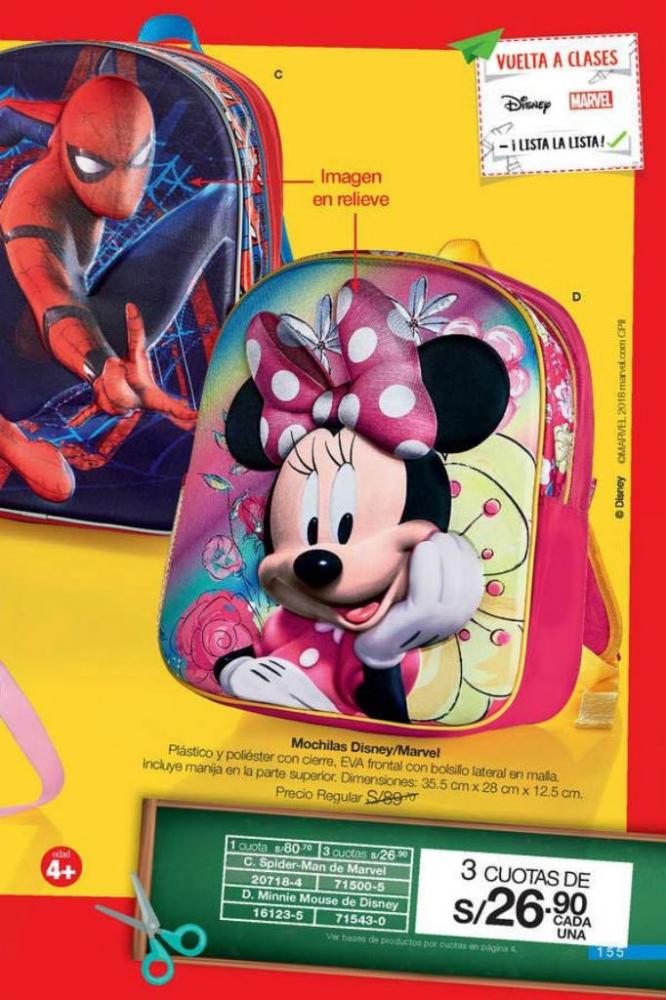 C
VUELTA A CLASES
Disney MARVEL
- ¡LISTA LA LISTA!
Imagen
en relieve
D
© Disney ©MARVEL 2018 marvel.com CPII
Mochilas Disney/Marvel
Plástico y poliéster con cierre, EVA frontal con bolsillo lateral en malla.
Incluye manija en la parte superior. Dimensiones: 35.5 cm x 28 cm x 12.5 cm.
Precio Regular S/89.70
edad
4+
1 cuota s/80.70 3 cuotas s/26.90
C. Spider-Man de Marvel
20718-4 71500-5
D. Minnie Mouse de Disney
16123-5 71543-0
3 CUOTAS DE
S/26.90
CADA
UNA
Ver bases de productos por cuotas en página 4.
155